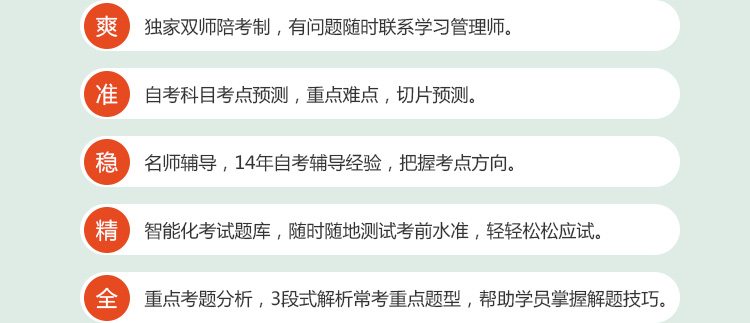 爽 独家双师陪考制，有问题随时联系学习管理师。
准 自考科目考点预测，重点难点，切片预测。
稳 名师辅导，14年自考辅导经验，把握考点方向。
精 智能化考试题库，随时随地测试考前水准，轻轻松松应试。
全 重点考题分析，3段式解析常考重点题型，帮助学员掌握解题技巧。